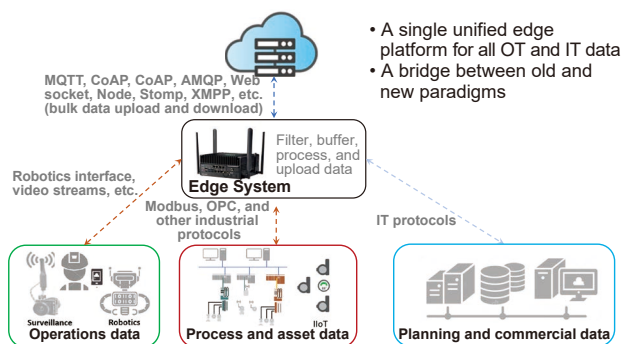 • A single unified edge
platform for all OT and IT data
• A bridge between old and
new paradigms
MQTT, CoAP, CoAP, AMQP, Web
socket, Node, Stomp, XMPP, etc.
(bulk data upload and download)
Filter, buffer,
process, and
upload data
Edge System
Robotics interface,
video streams, etc.
Modbus, OPC, and
other industrial
protocols
IT protocols
Surveillance
Robotics
Operations data
IIoT
Process and asset data
Planning and commercial data